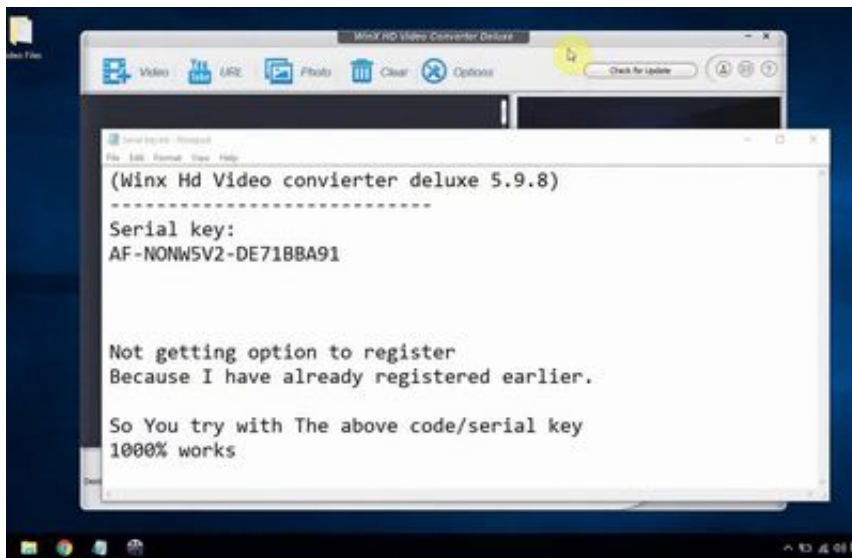 WinX HD Video Converter Deluxe
Video
URL
Photo
Clear
Options
Check for Update
File Edit Format View Help
(Winx Hd Video convierter deluxe 5.9.8)
----------------------------
Serial key:
AF-NONW5V2-DE71BBA91
Not getting option to register
Because I have already registered earlier.
So You try with The above code/serial key
1000% works